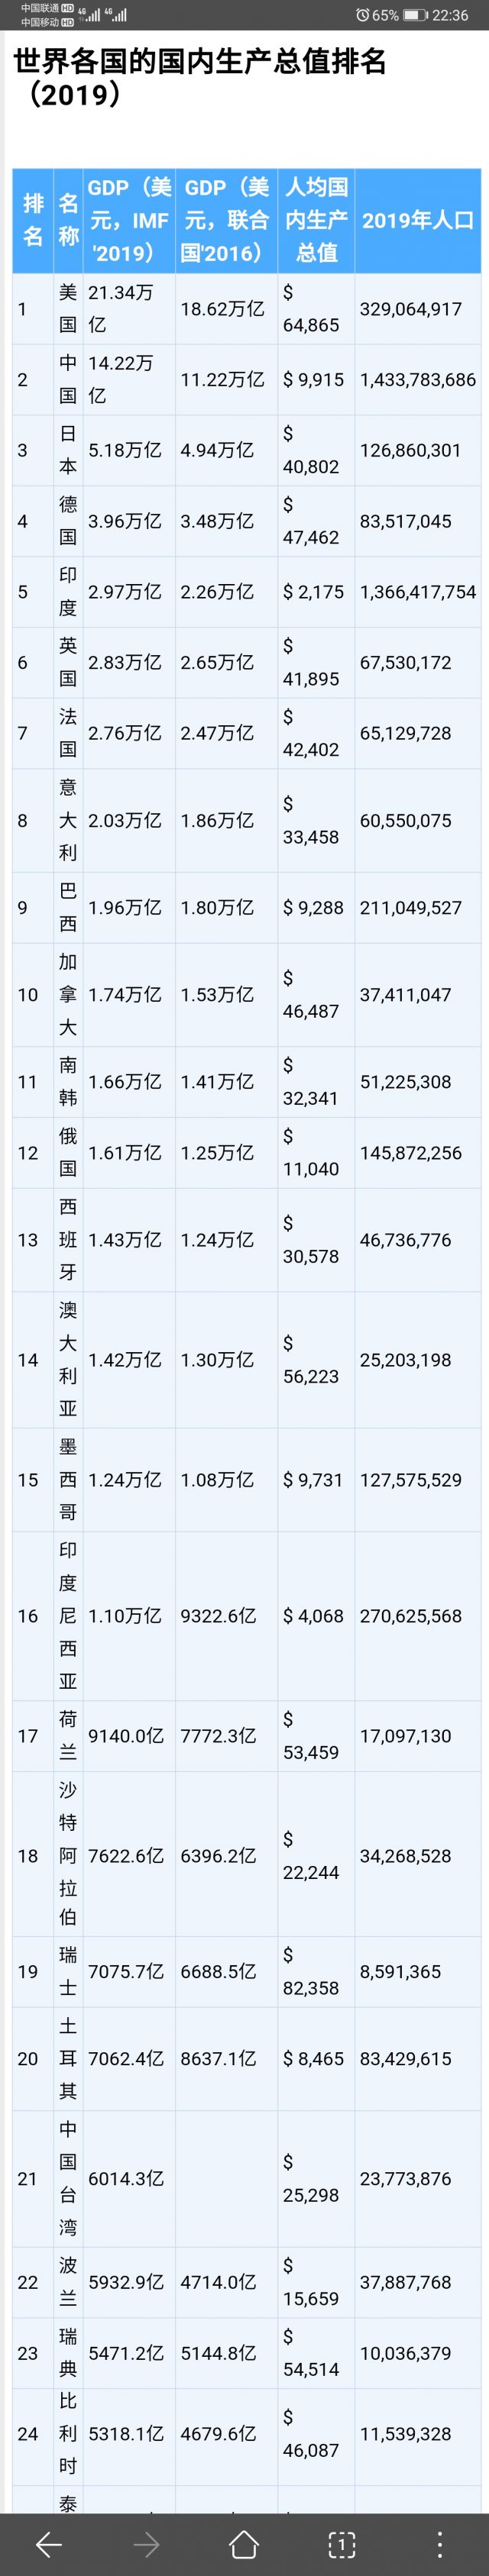 中国联通 HD 4G 4G 65% 22:36
中国移动 HD
世界各国的国内生产总值排名
（2019）
排名 名称 GDP（美元，IMF '2019） GDP（美元，联合国'2016） 人均国内生产总值 2019年人口
1 美国 21.34万亿 18.62万亿 $ 64,865 329,064,917
2 中国 14.22万亿 11.22万亿 $ 9,915 1,433,783,686
3 日本 5.18万亿 4.94万亿 $ 40,802 126,860,301
4 德国 3.96万亿 3.48万亿 $ 47,462 83,517,045
5 印度 2.97万亿 2.26万亿 $ 2,175 1,366,417,754
6 英国 2.83万亿 2.65万亿 $ 41,895 67,530,172
7 法国 2.76万亿 2.47万亿 $ 42,402 65,129,728
8 意大利 2.03万亿 1.86万亿 $ 33,458 60,550,075
9 巴西 1.96万亿 1.80万亿 $ 9,288 211,049,527
10 加拿大 1.74万亿 1.53万亿 $ 46,487 37,411,047
11 南韩 1.66万亿 1.41万亿 $ 32,341 51,225,308
12 俄国 1.61万亿 1.25万亿 $ 11,040 145,872,256
13 西班牙 1.43万亿 1.24万亿 $ 30,578 46,736,776
14 澳大利亚 1.42万亿 1.30万亿 $ 56,223 25,203,198
15 墨西哥 1.24万亿 1.08万亿 $ 9,731 127,575,529
16 印度尼西亚 1.10万亿 9322.6亿 $ 4,068 270,625,568
17 荷兰 9140.0亿 7772.3亿 $ 53,459 17,097,130
18 沙特阿拉伯 7622.6亿 6396.2亿 $ 22,244 34,268,528
19 瑞士 7075.7亿 6688.5亿 $ 82,358 8,591,365
20 土耳其 7062.4亿 8637.1亿 $ 8,465 83,429,615
21 中国台湾 6014.3亿 $ 25,298 23,773,876
22 波兰 5932.9亿 4714.0亿 $ 15,659 37,887,768
23 瑞典 5471.2亿 5144.8亿 $ 54,514 10,036,379
24 比利时 5318.1亿 4679.6亿 $ 46,087 11,539,328
泰
1